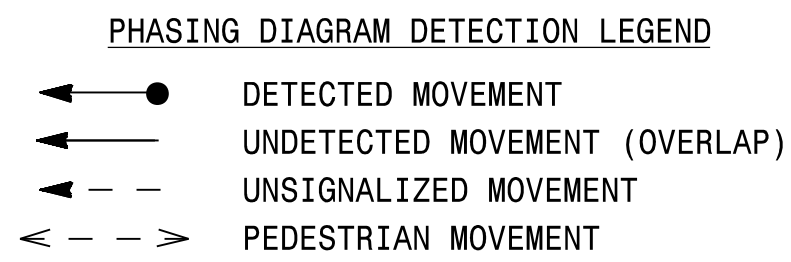 PHASING DIAGRAM DETECTION LEGEND
DETECTED MOVEMENT
UNDETECTED MOVEMENT (OVERLAP)
UNSIGNALIZED MOVEMENT
PEDESTRIAN MOVEMENT